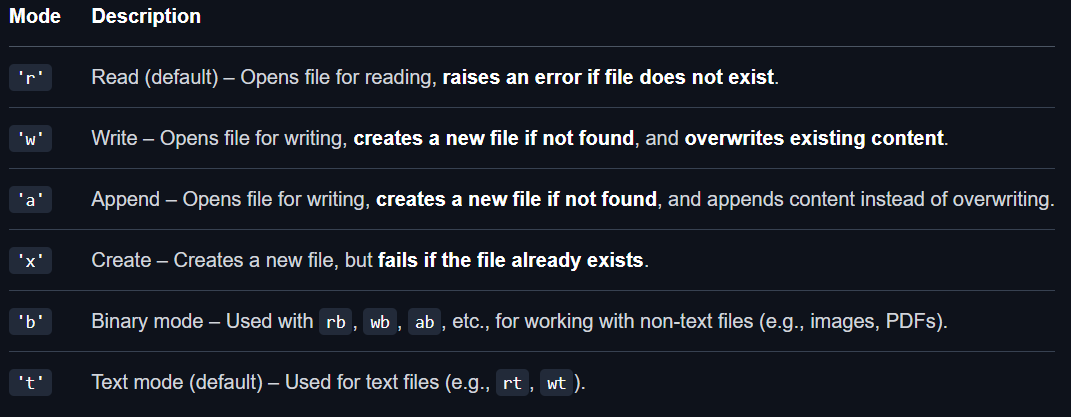 Mode Description
'r' Read (default) – Opens file for reading, raises an error if file does not exist.
'w' Write – Opens file for writing, creates a new file if not found, and overwrites existing content.
'a' Append – Opens file for writing, creates a new file if not found, and appends content instead of overwriting.
'x' Create – Creates a new file, but fails if the file already exists.
'b' Binary mode – Used with rb, wb, ab, etc., for working with non-text files (e.g., images, PDFs).
't' Text mode (default) – Used for text files (e.g., rt, wt).